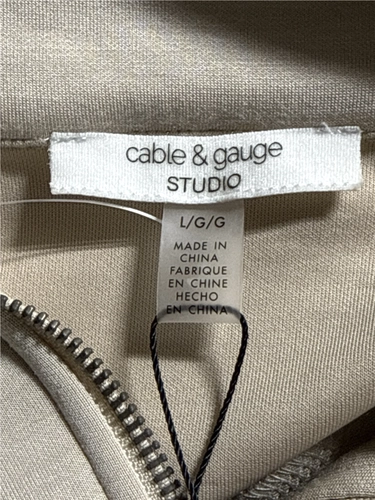 cable & gauge
STUDIO
L/G/G
MADE IN
CHINA
FABRIQUE
EN CHINE
HECHO
EN CHINA